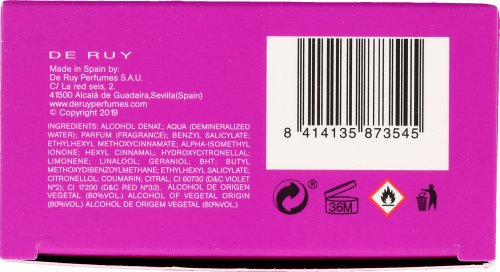 DE RUY
Made in Spain by:
De Ruy Perfumes S.A.U.
C/ La red seis, 2.
41500 Alcalá de Guadaira,Sevilla(Spain)
www.deruyperfumes.com
© Copyright 2019
INGREDIENTS: ALCOHOL DENAT.; AQUA (DEMINERALIZED
WATER); PARFUM (FRAGRANCE); BENZYL SALICYLATE;
ETHYLHEXYL METHOXYCINNAMATE; ALPHA-ISOMETHYL
IONONE; HEXYL CINNAMAL; HYDROXYCITRONELLAL;
LIMONENE; LINALOOL; GERANIOL; BHT; BUTYL
METHOXYDIBENZOYLMETHANE; ETHYLHEXYL SALICYLATE;
CITRONELLOL; COUMARIN; CITRAL; CI 60730 (D&C VIOLET
Nº2); CI 17200 (D&C RED Nº33). ALCOHOL DE ORIGEN
VEGETAL (80%VOL) ALCOHOL OF VEGETAL ORIGIN
(80%VOL) ALCOHOL DE ORIGEM VEGETAL (80%VOL.)
8 414135 873545
®
36M